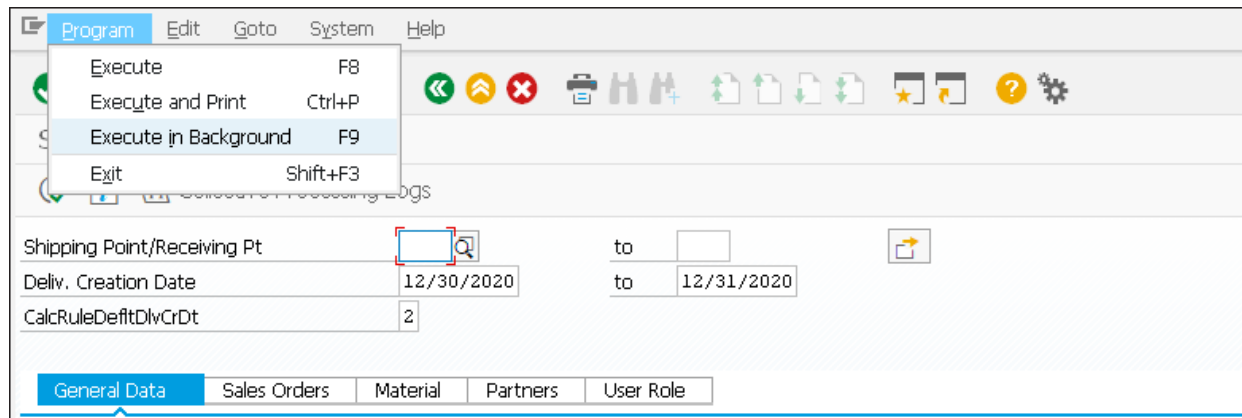 Program Edit Goto System Help
Execute F8
Execute and Print Ctrl+P
Execute in Background F9
Exit Shift+F3
Logs
Shipping Point/Receiving Pt to
Deliv. Creation Date 12/30/2020 to 12/31/2020
CalcRuleDefltDlvCrDt 2
General Data Sales Orders Material Partners User Role